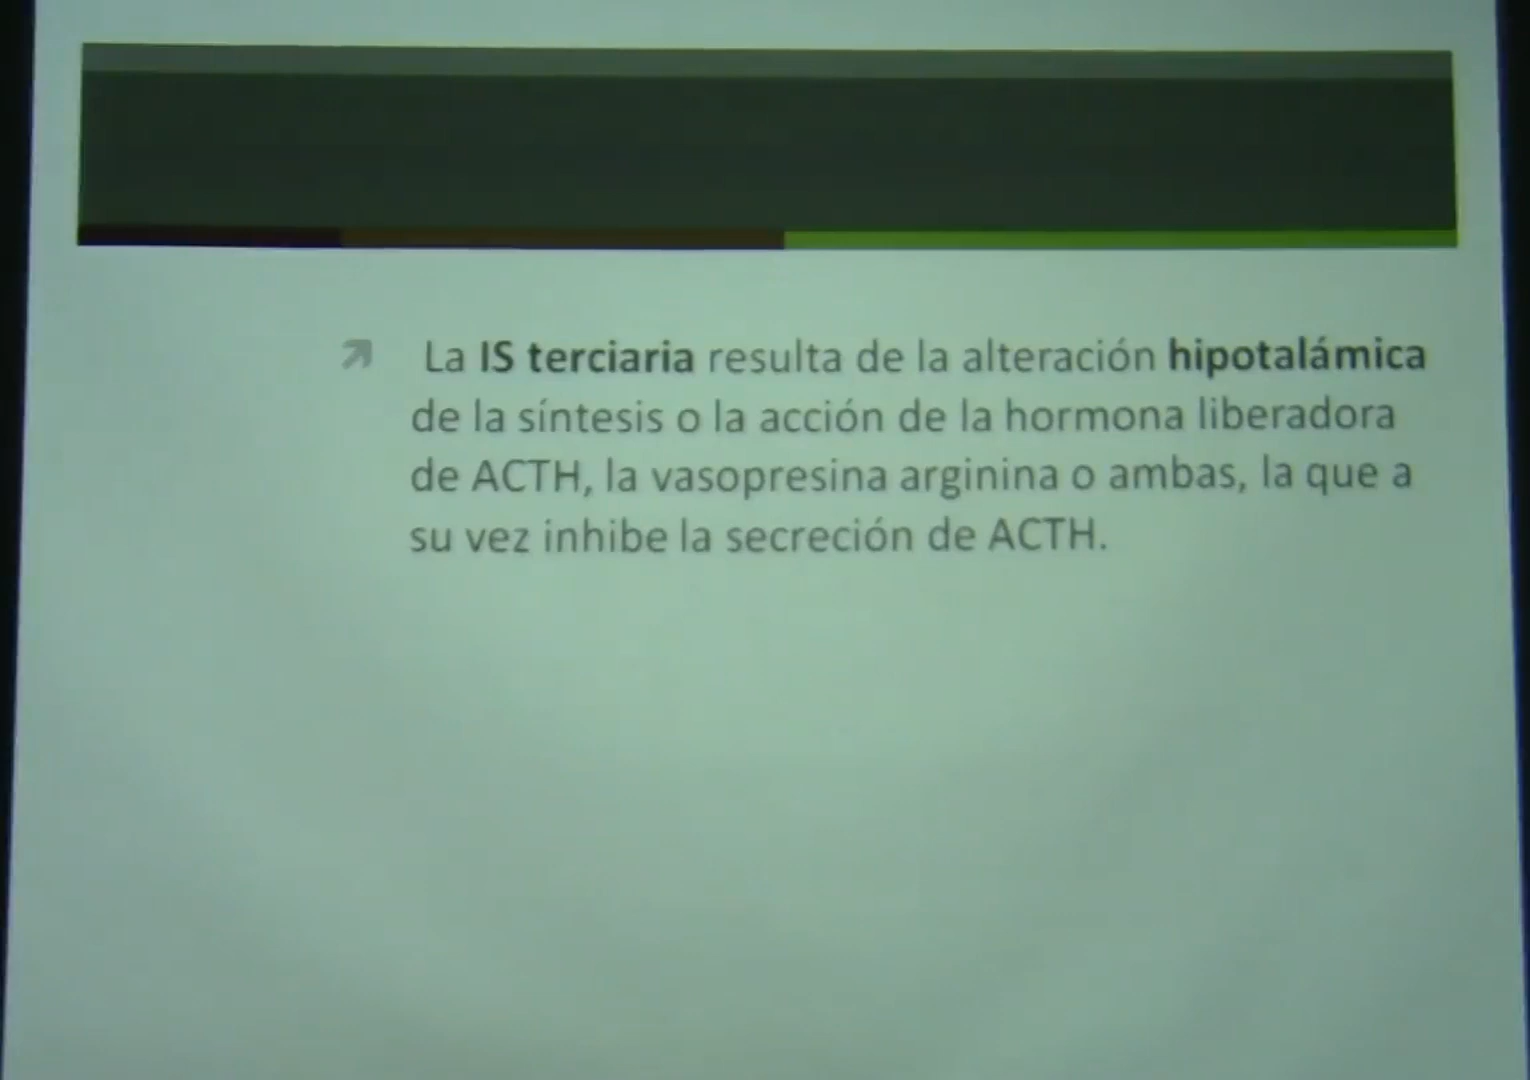 La IS terciaria resulta de la alteración hipotalámica
de la síntesis o la acción de la hormona liberadora
de ACTH, la vasopresina arginina o ambas, la que a
su vez inhibe la secreción de ACTH.